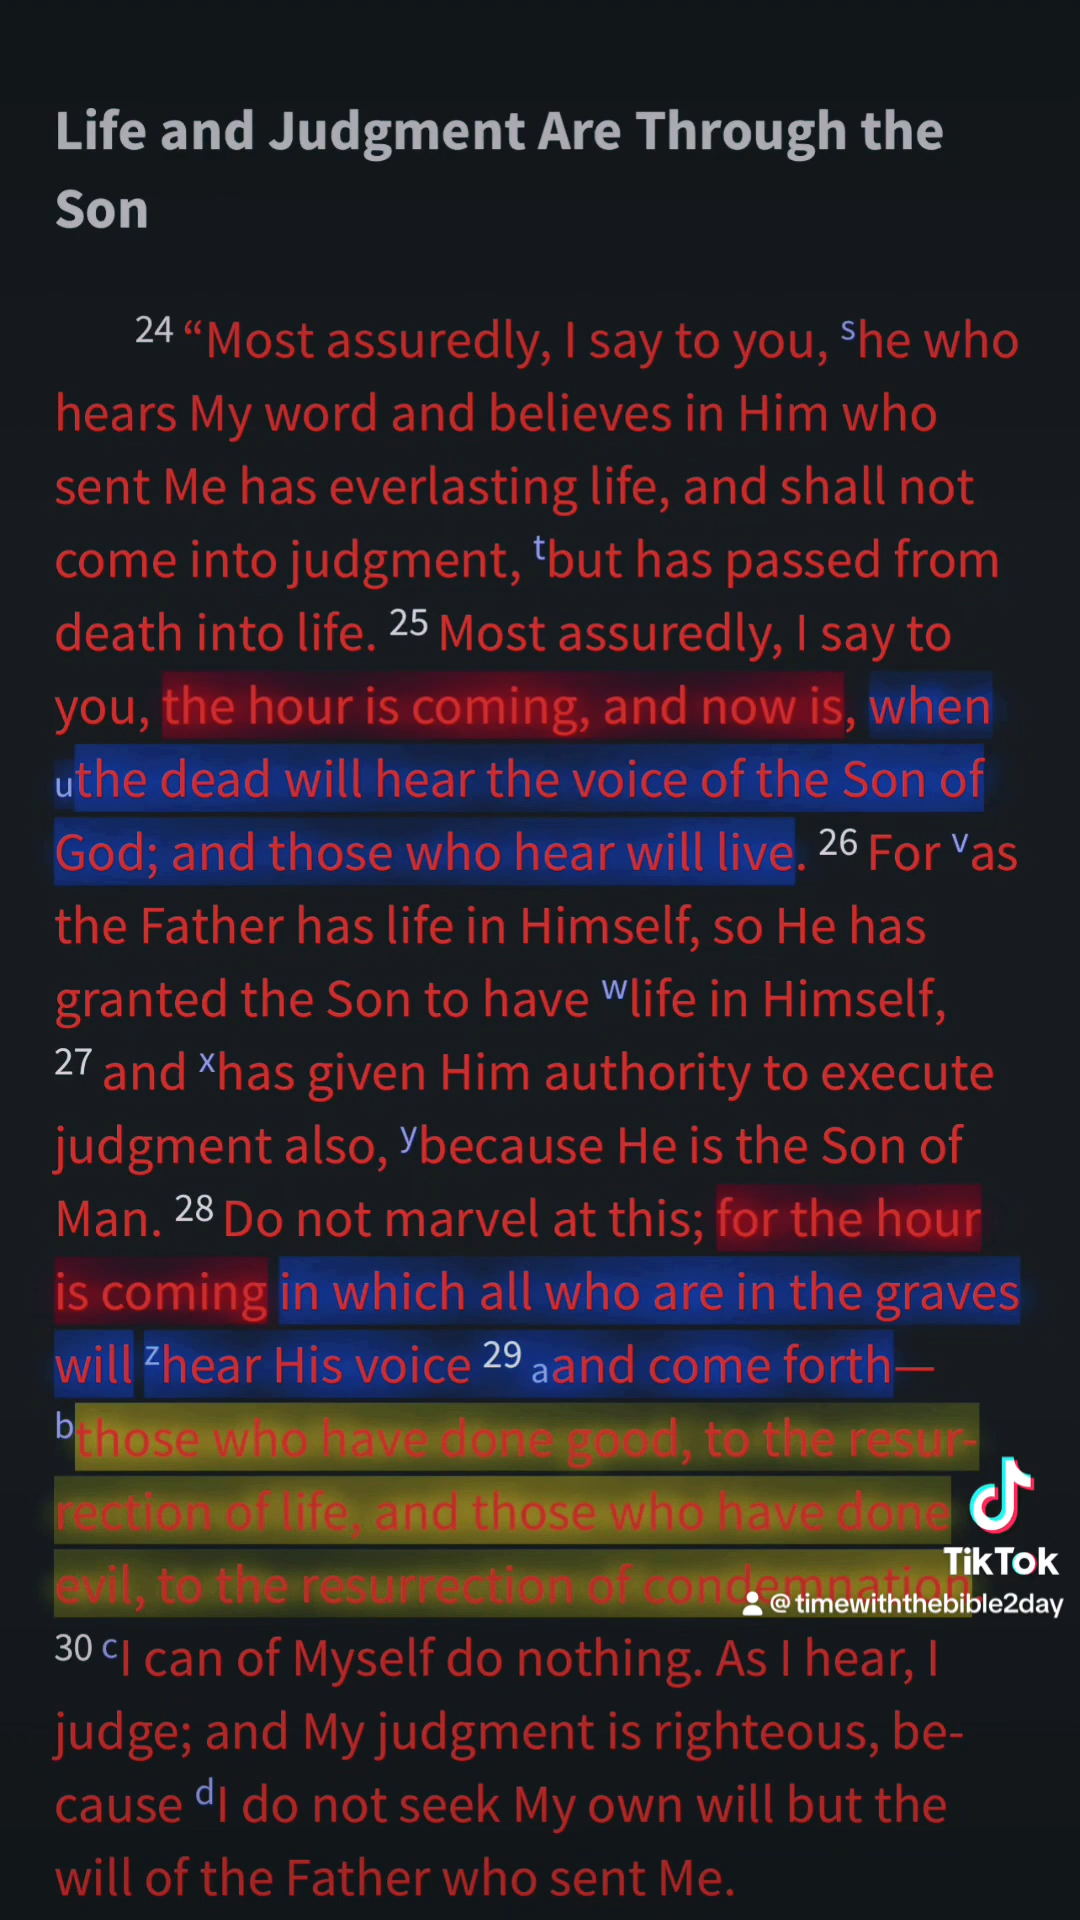 Life and Judgment Are Through the
Son
24 “Most assuredly, I say to you, she who
hears My word and believes in Him who
sent Me has everlasting life, and shall not
come into judgment, tbut has passed from
death into life. 25 Most assuredly, I say to
you, the hour is coming, and now is, when
uthe dead will hear the voice of the Son of
God; and those who hear will live. 26 For vas
the Father has life in Himself, so He has
granted the Son to have wlife in Himself,
27 and xhas given Him authority to execute
judgment also, ybecause He is the Son of
Man. 28 Do not marvel at this; for the hour
is coming in which all who are in the graves
will zhear His voice 29 aand come forth—
bthose who have done good, to the resur-
rection of life, and those who have done
evil, to the resurrection of condemnation.
TikTok
@timewiththebible2day
30 cI can of Myself do nothing. As I hear, I
judge; and My judgment is righteous, be-
cause dI do not seek My own will but the
will of the Father who sent Me.